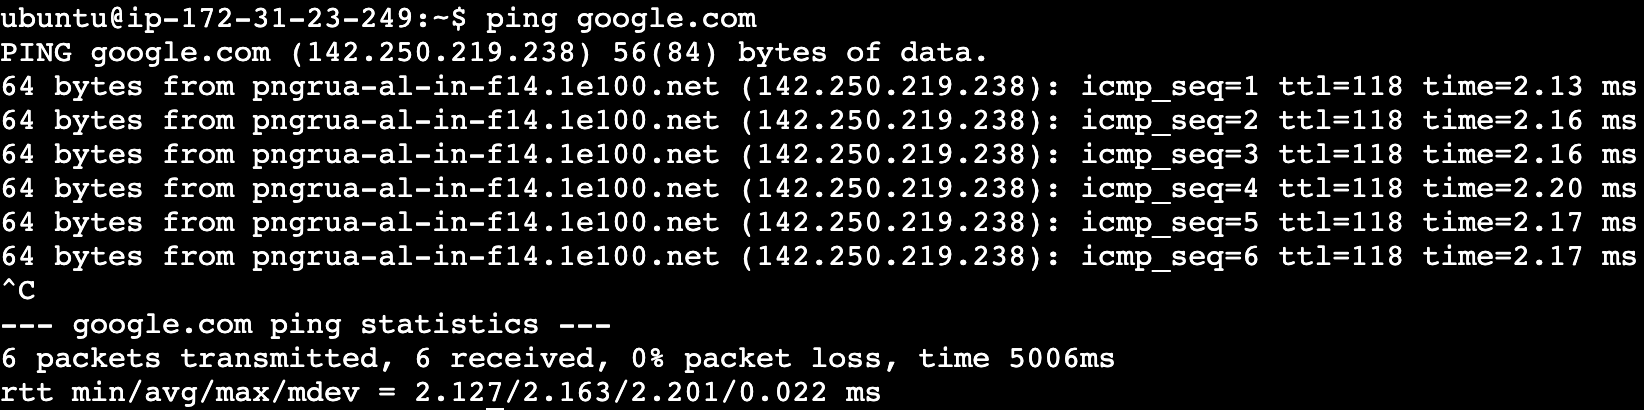 ubuntu@ip-172-31-23-249:~$ ping google.com
PING google.com (142.250.219.238) 56(84) bytes of data.
64 bytes from pngrua-al-in-f14.1e100.net (142.250.219.238): icmp_seq=1 ttl=118 time=2.13 ms
64 bytes from pngrua-al-in-f14.1e100.net (142.250.219.238): icmp_seq=2 ttl=118 time=2.16 ms
64 bytes from pngrua-al-in-f14.1e100.net (142.250.219.238): icmp_seq=3 ttl=118 time=2.16 ms
64 bytes from pngrua-al-in-f14.1e100.net (142.250.219.238): icmp_seq=4 ttl=118 time=2.20 ms
64 bytes from pngrua-al-in-f14.1e100.net (142.250.219.238): icmp_seq=5 ttl=118 time=2.17 ms
64 bytes from pngrua-al-in-f14.1e100.net (142.250.219.238): icmp_seq=6 ttl=118 time=2.17 ms
^C
--- google.com ping statistics ---
6 packets transmitted, 6 received, 0% packet loss, time 5006ms
rtt min/avg/max/mdev = 2.127/2.163/2.201/0.022 ms